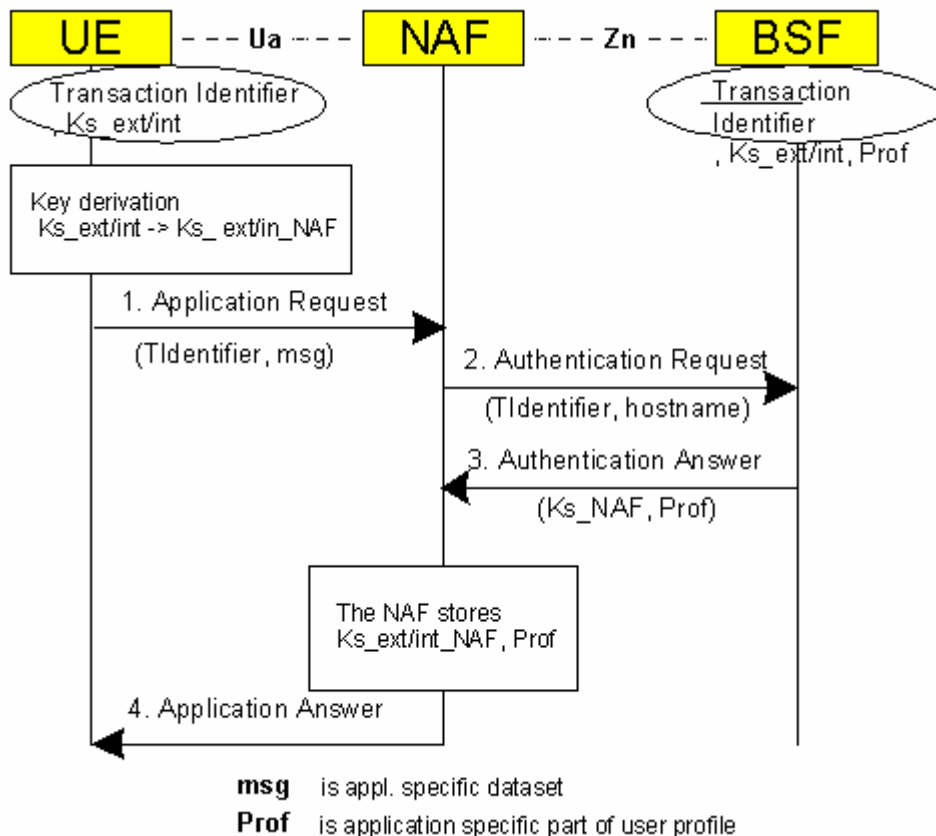 UE
Ua
NAF
Zn
BSF
Transaction Identifier
, Ks_ext/int
Transaction
Identifier
, Ks_ext/int, Prof
Key derivation
Ks_ext/int -> Ks_ ext/in_NAF
1. Application Request
(TIdentifier, msg)
2. Authentication Request
(TIdentifier, hostname)
3. Authentication Answer
(Ks_NAF, Prof)
The NAF stores
Ks_ext/int_NAF, Prof
4. Application Answer
msg is appl. specific dataset
Prof is application specific part of user profile